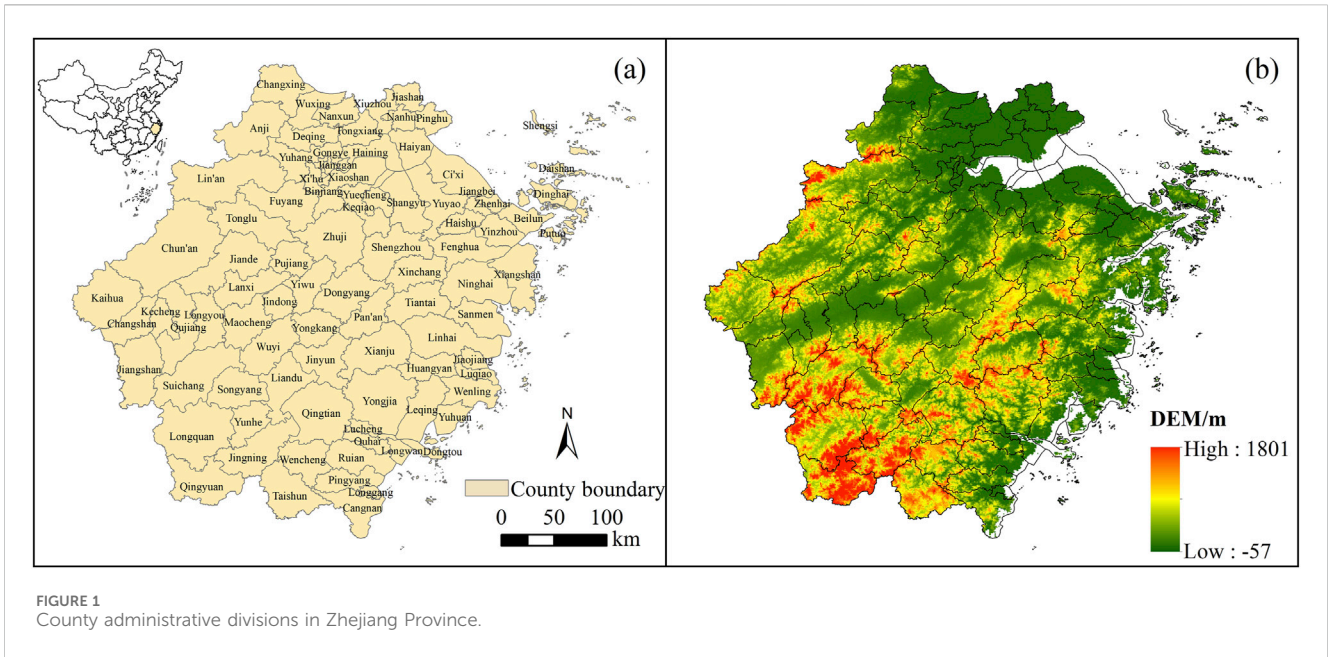 (a)
Changxing
Jiashan
Wuxing
Xiuzhou
Nanxun
Nanhu
Pinghu
Anji
Tongxiang
Deqing
Shengsi
Haiyan
Gongye
Haining
Yuhang
Jianggan
Daishan
Lin'an
Xi'hu
Xiaoshan
Ci'xi
Binjiang
Yuecheng
Jiangbei
Dinghai
Fuyang
Keqiao
Shangyu
Yuyao
Zhenhai
Tonglu
Beilun
Haishu
Yinzhou
Putuo
Zhuji
Chun'an
Shengzhou
Fenghua
Jiande
Pujiang
Xinchang
Xiangshan
Lanxi
Yiwu
Ninghai
Kaihua
Dongyang
Jindong
Tiantai
Kecheng
Longyou
Pan'an
Sanmen
Changshan
Qujiang
Maocheng
Yongkang
Linhai
Wuyi
Xianju
Jinyun
Jiaojiang
Jiangshan
Huangyan
Luqiao
Suichang
Liandu
Songyang
Wenling
Yongjia
Qingtian
Leqing
Yuhuan
Yunhe
Lucheng
Longquan
Ouhai
Longwan
Dongtou
Jingning
Wencheng
Ruian
Pingyang
Qingyuan
Taishun
Longgang
Cangnan
N
County boundary
0 50 100
km
(b)
DEM/m
High : 1801
Low : -57
FIGURE 1
County administrative divisions in Zhejiang Province.